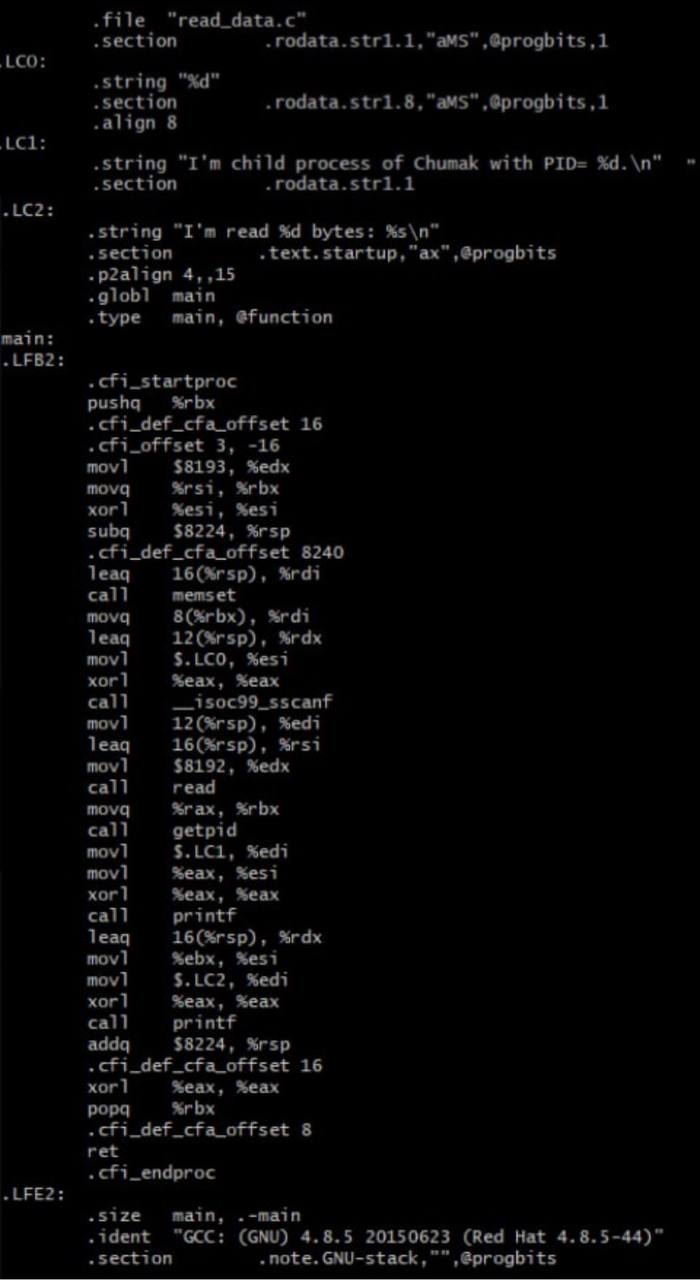 .file "read_data.c"
.section .rodata.str1.1,"aMS",@progbits,1
.LC0:
.string "%d"
.section .rodata.str1.8,"aMS",@progbits,1
.align 8
.LC1:
.string "I'm child process of Chumak with PID= %d.\n" "
.section .rodata.str1.1
.LC2:
.string "I'm read %d bytes: %s\n"
.section .text.startup,"ax",@progbits
.p2align 4,,15
.globl main
.type main, @function
main:
.LFB2:
.cfi_startproc
pushq %rbx
.cfi_def_cfa_offset 16
.cfi_offset 3, -16
movl $8193, %edx
movq %rsi, %rbx
xorl %esi, %esi
subq $8224, %rsp
.cfi_def_cfa_offset 8240
leaq 16(%rsp), %rdi
call memset
movq 8(%rbx), %rdi
leaq 12(%rsp), %rdx
movl $.LC0, %esi
xorl %eax, %eax
call __isoc99_sscanf
movl 12(%rsp), %edi
leaq 16(%rsp), %rsi
movl $8192, %edx
call read
movq %rax, %rbx
call getpid
movl $.LC1, %edi
movl %eax, %esi
xorl %eax, %eax
call printf
leaq 16(%rsp), %rdx
movl %ebx, %esi
movl $.LC2, %edi
xorl %eax, %eax
call printf
addq $8224, %rsp
.cfi_def_cfa_offset 16
xorl %eax, %eax
popq %rbx
.cfi_def_cfa_offset 8
ret
.cfi_endproc
.LFE2:
.size main, .-main
.ident "GCC: (GNU) 4.8.5 20150623 (Red Hat 4.8.5-44)"
.section .note.GNU-stack,"",@progbits